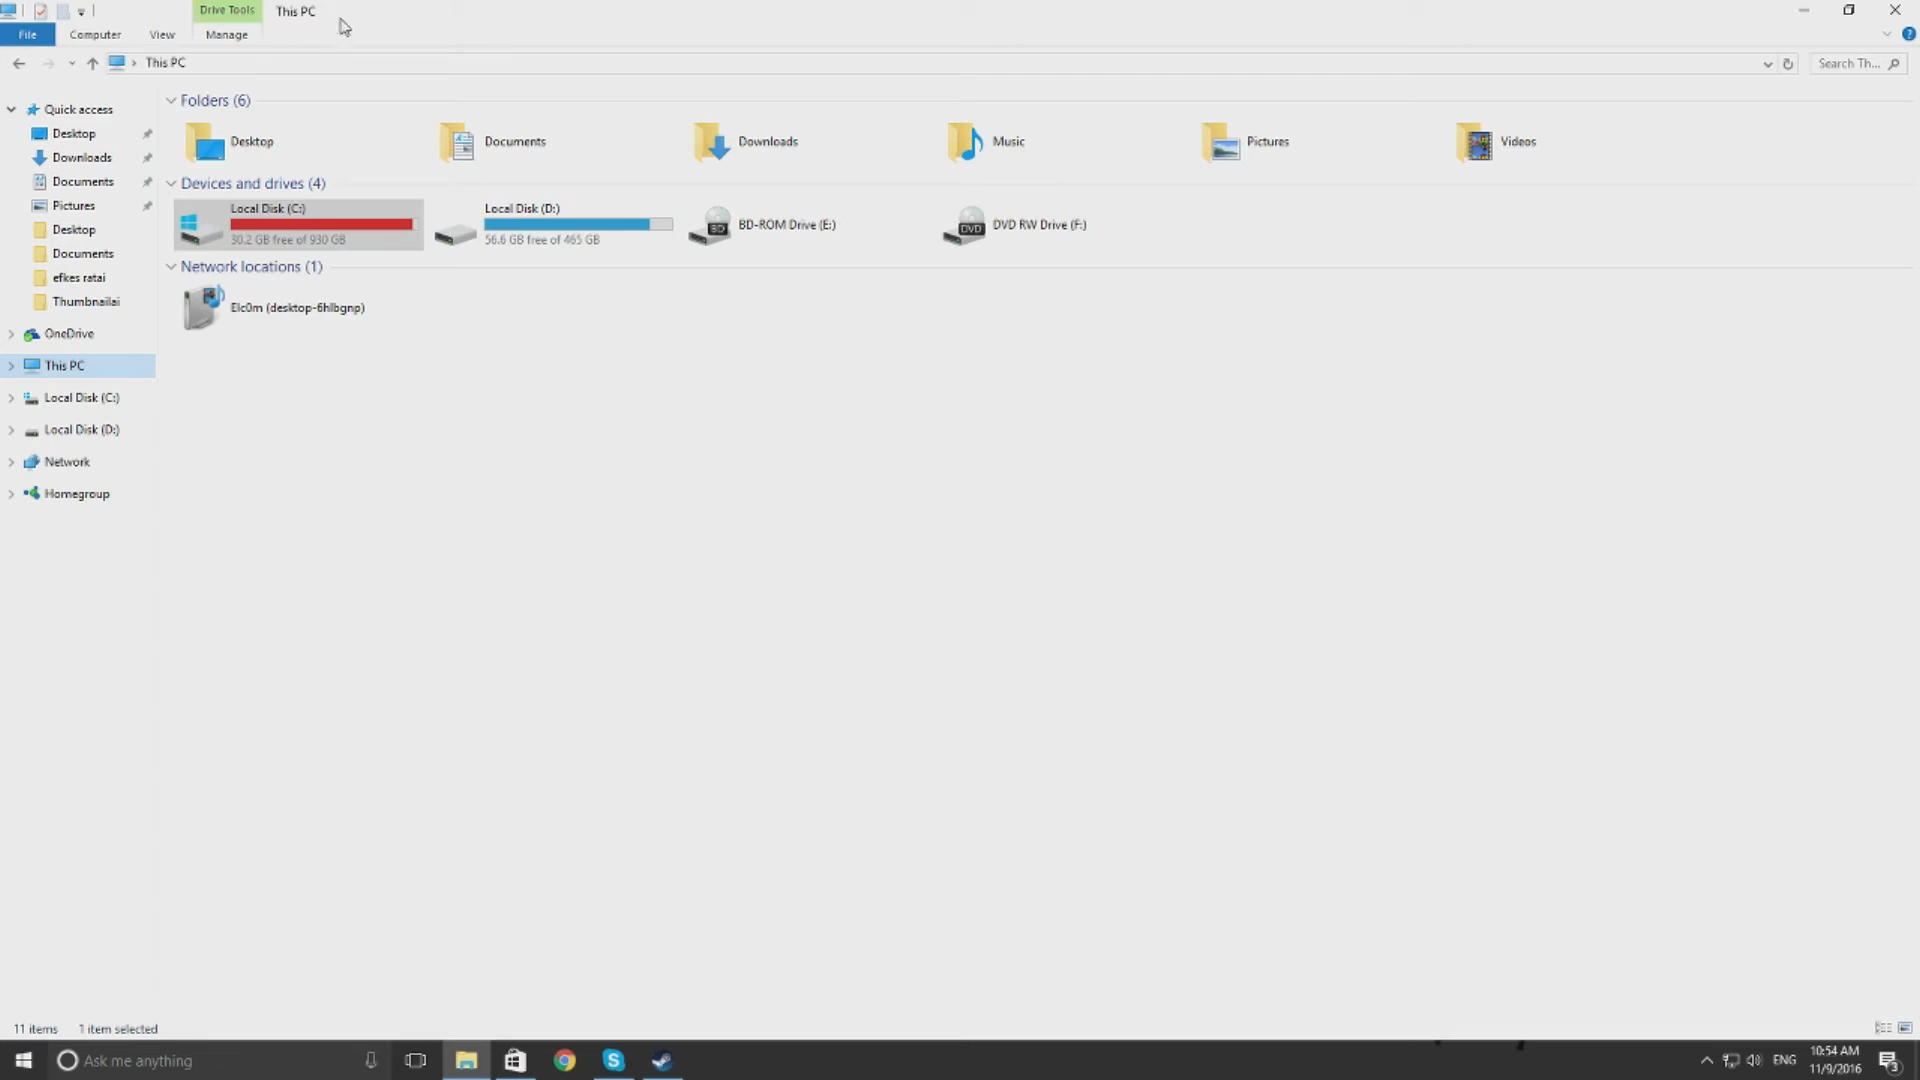 Drive Tools This PC
File Computer View Manage
This PC Search Th...
Quick access
Desktop
Downloads
Documents
Pictures
Desktop
Documents
efkes ratai
Thumbnailai
OneDrive
This PC
Local Disk (C:)
Local Disk (D:)
Network
Homegroup
Folders (6)
Desktop Documents Downloads Music Pictures Videos
Devices and drives (4)
Local Disk (C:)
30.2 GB free of 930 GB
Local Disk (D:)
56.6 GB free of 465 GB
BD BD-ROM Drive (E:)
DVD DVD RW Drive (F:)
Network locations (1)
Elc0m (desktop-6hlbgnp)
11 items 1 item selected
Ask me anything
ENG
10:54 AM
11/9/2016
3